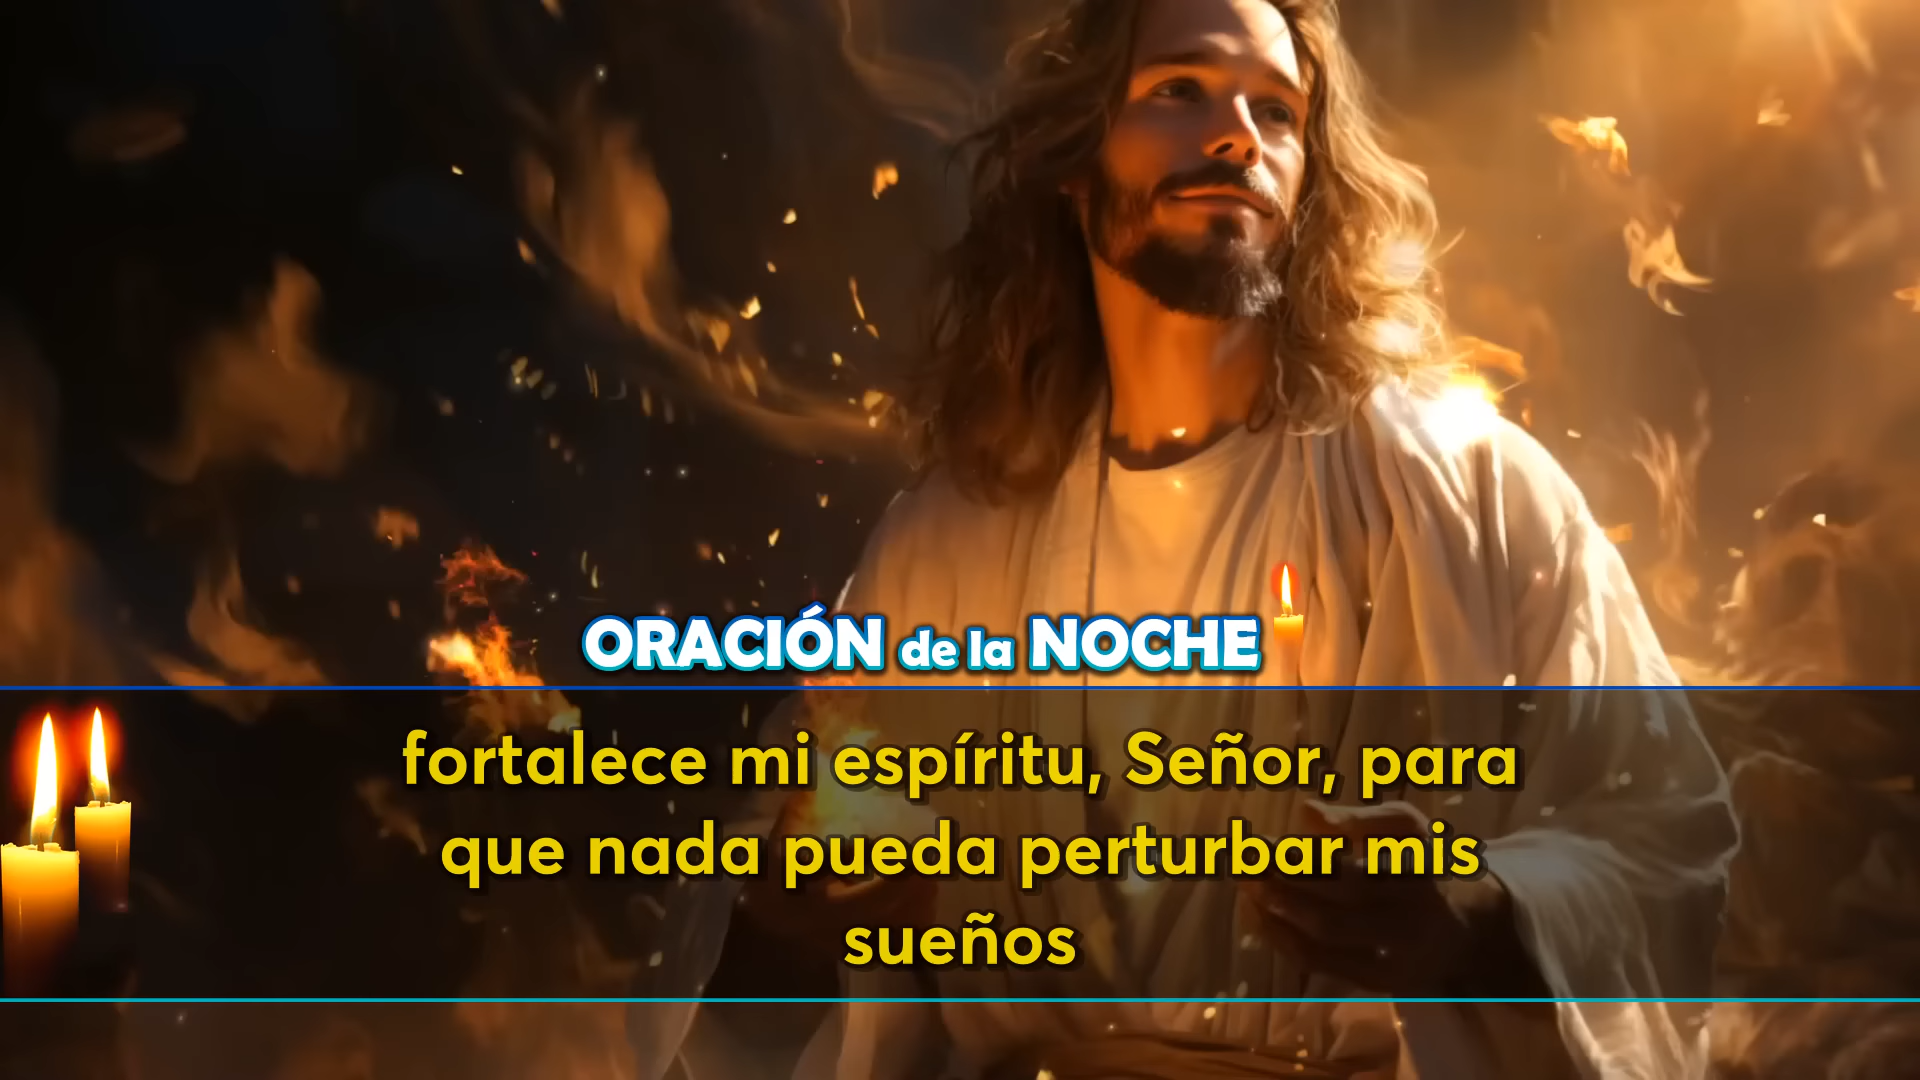 ORACIÓN de la NOCHE
fortalece mi espíritu, Señor, para
que nada pueda perturbar mis
sueños